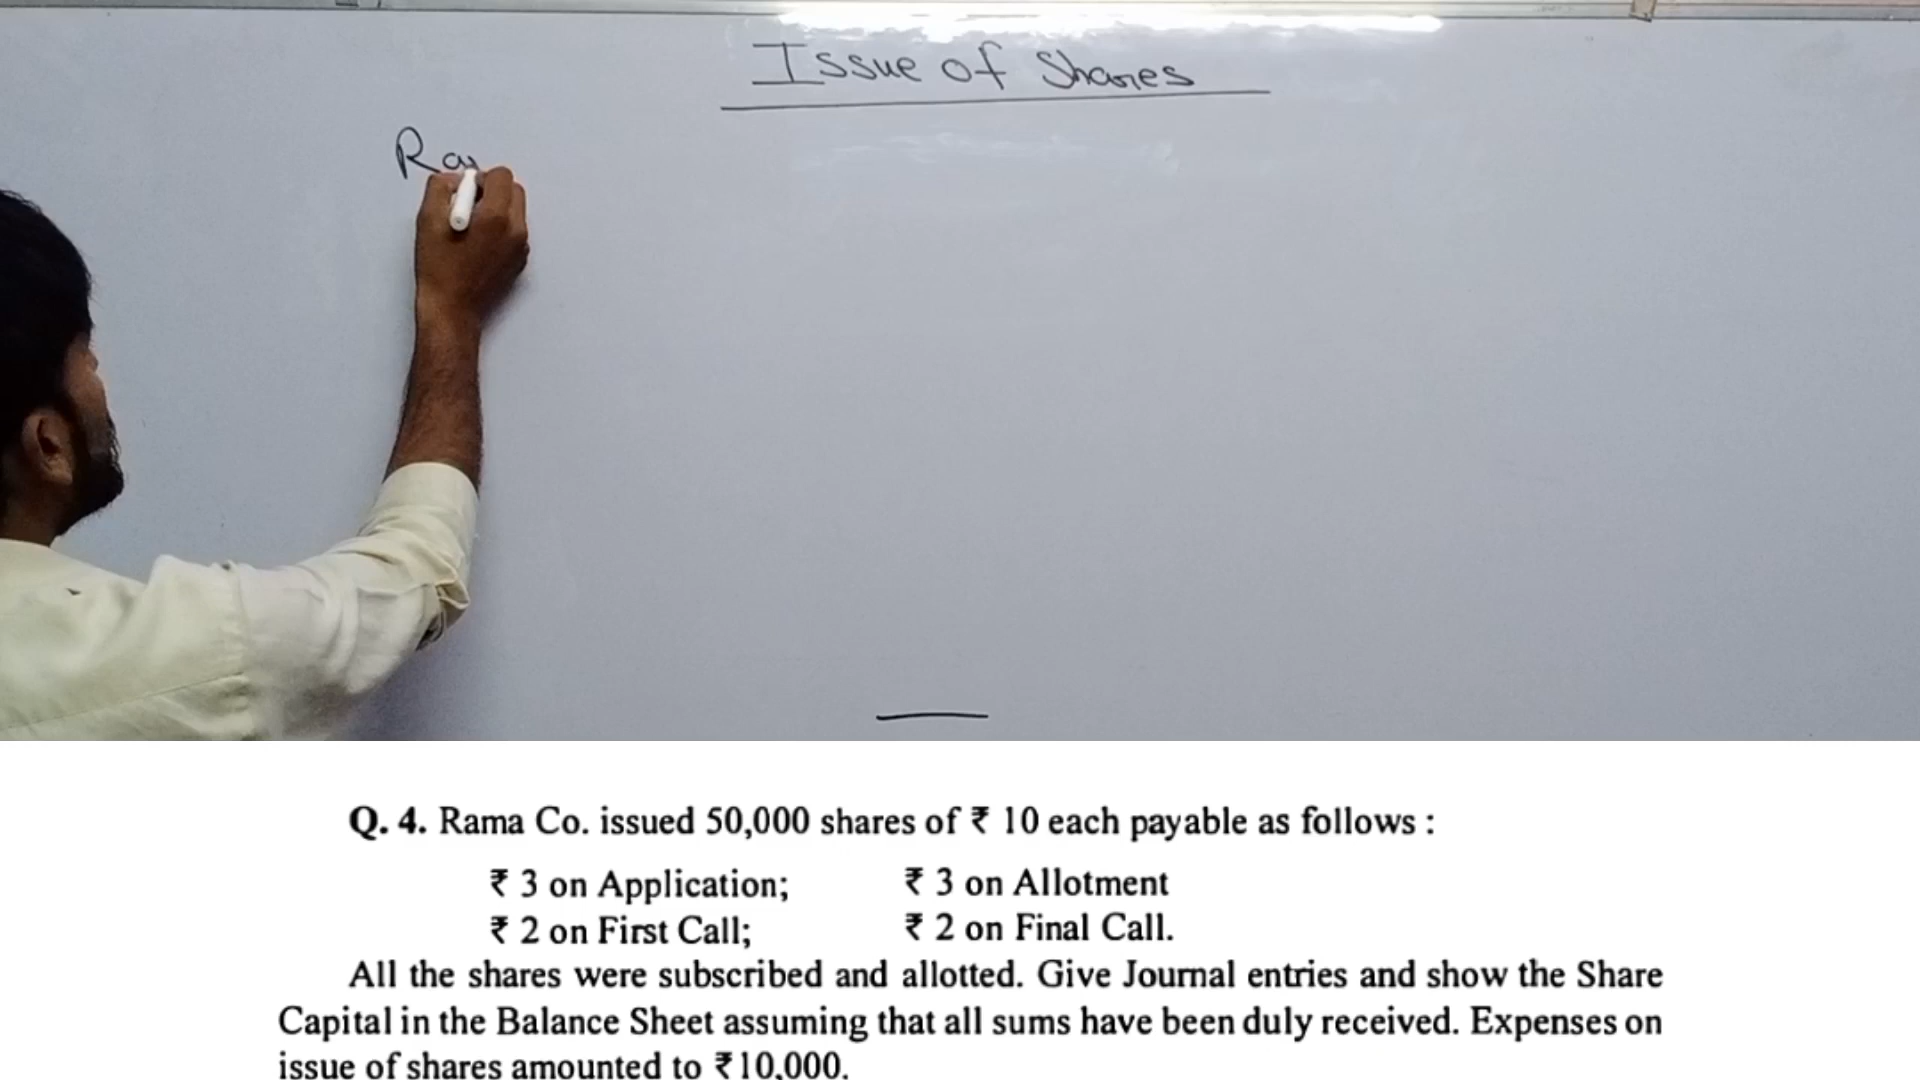 Issue of Shares
Ra
Q. 4. Rama Co. issued 50,000 shares of ₹ 10 each payable as follows :
₹ 3 on Application; ₹ 3 on Allotment
₹ 2 on First Call; ₹ 2 on Final Call.
All the shares were subscribed and allotted. Give Journal entries and show the Share
Capital in the Balance Sheet assuming that all sums have been duly received. Expenses on
issue of shares amounted to ₹10,000.